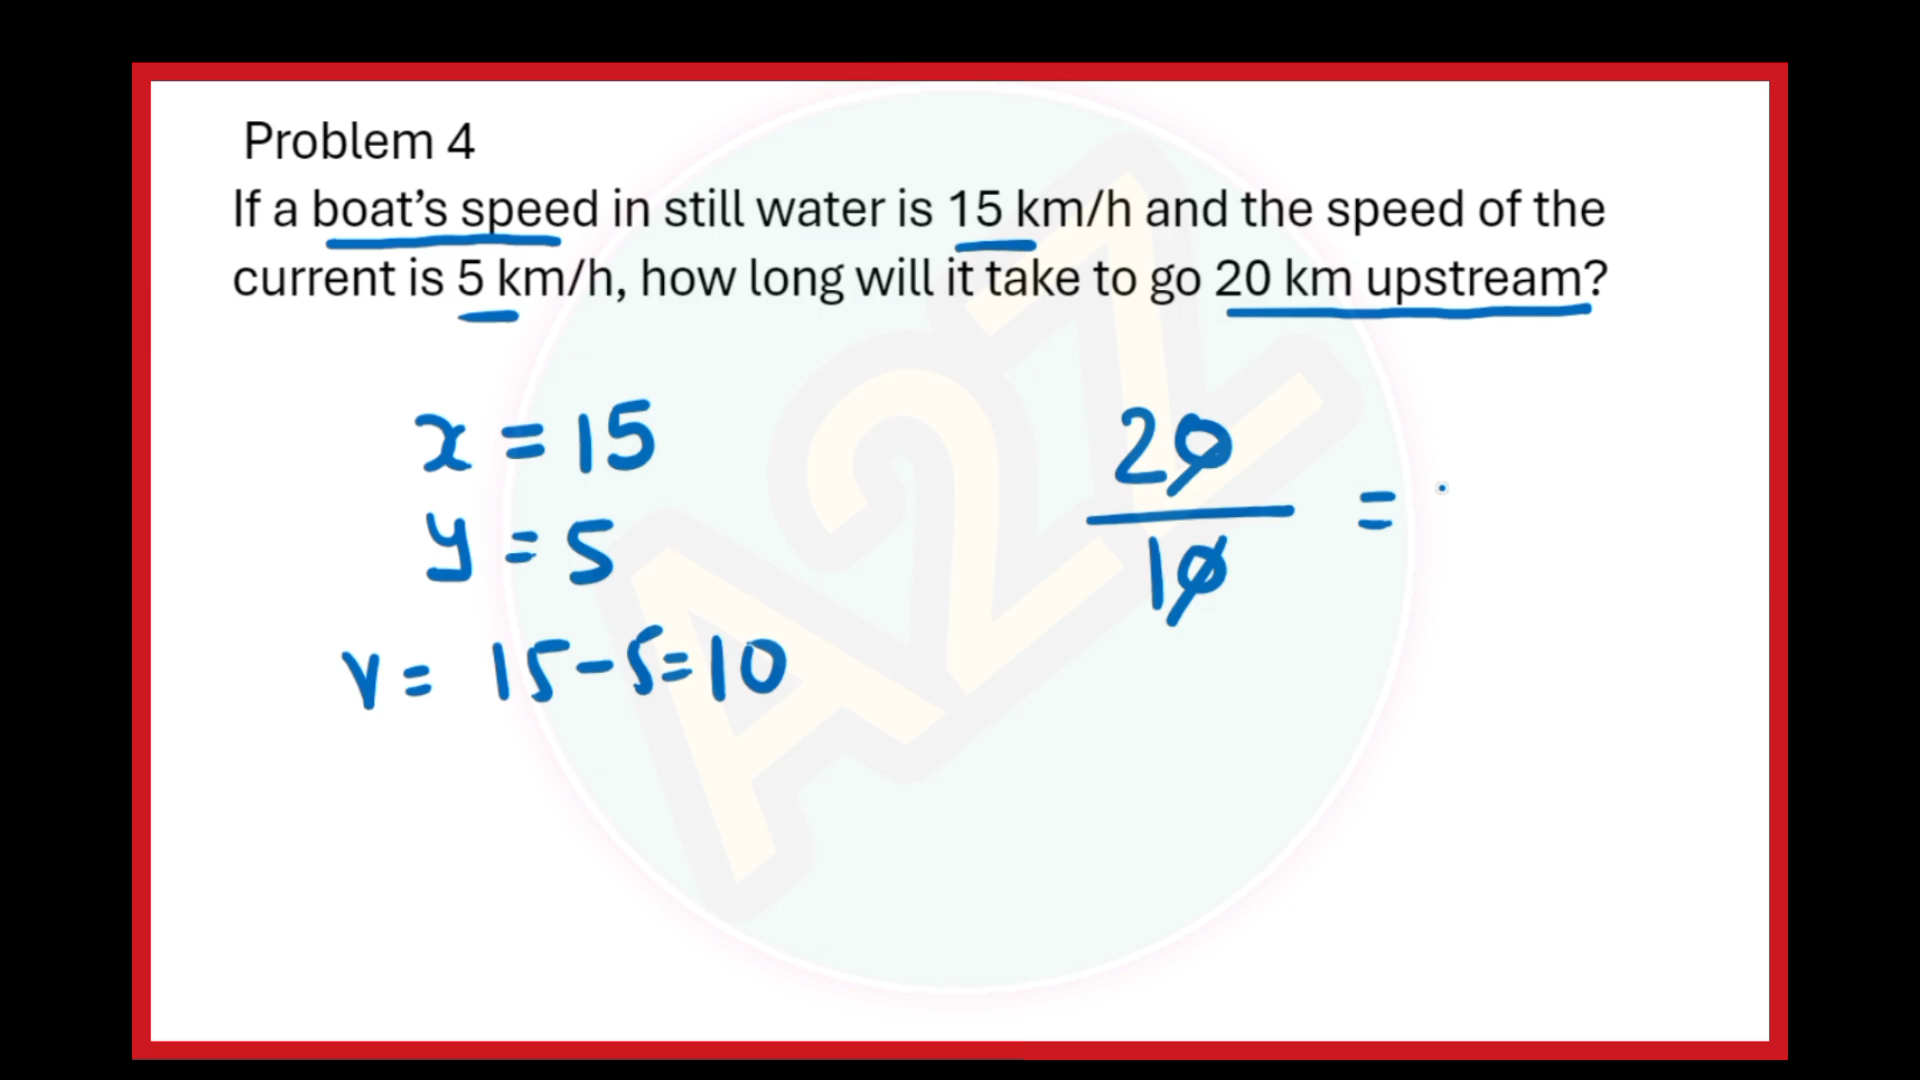 Problem 4
If a boat’s speed in still water is 15 km/h and the speed of the
current is 5 km/h, how long will it take to go 20 km upstream?
x = 15
y = 5
v = 15-5=10
20
10
=
A2Z